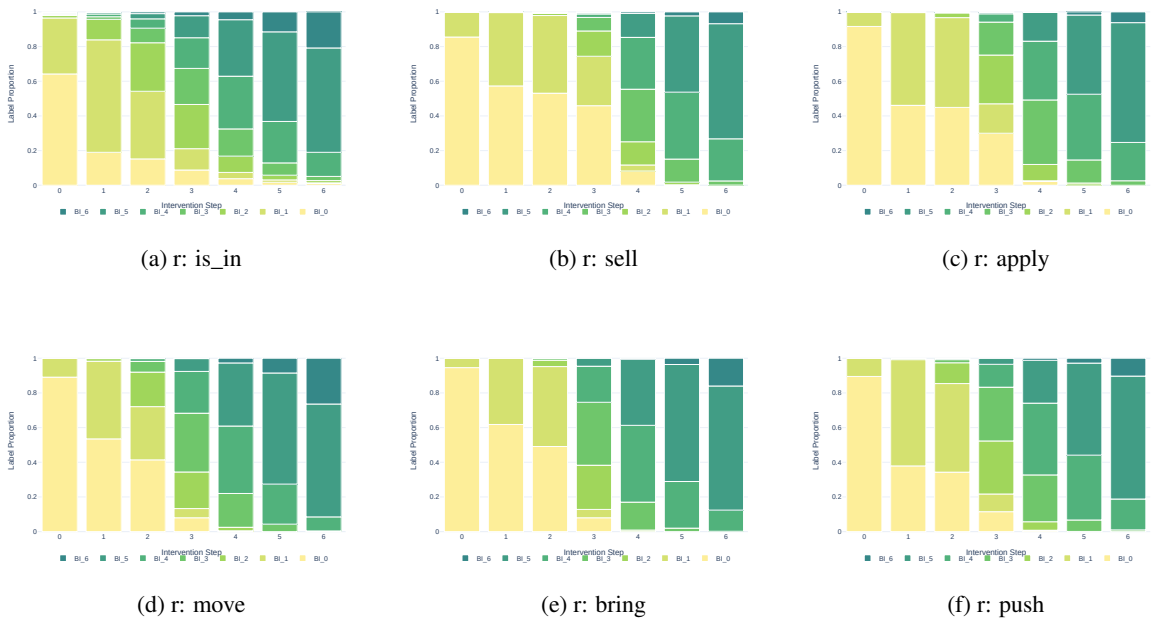 1
0.8
0.6
0.4
0.2
0
Label Proportion
0 1 2 3 4 5 6
Intervention Step
BI_6 BI_5 BI_4 BI_3 BI_2 BI_1 BI_0
(a) r: is_in
1
0.8
0.6
0.4
0.2
0
Label Proportion
0 1 2 3 4 5 6
Intervention Step
BI_6 BI_5 BI_4 BI_3 BI_2 BI_1 BI_0
(b) r: sell
1
0.8
0.6
0.4
0.2
0
Label Proportion
0 1 2 3 4 5 6
Intervention Step
BI_6 BI_5 BI_4 BI_3 BI_2 BI_1 BI_0
(c) r: apply
1
0.8
0.6
0.4
0.2
0
Label Proportion
0 1 2 3 4 5 6
Intervention Step
BI_6 BI_5 BI_4 BI_3 BI_2 BI_1 BI_0
(d) r: move
1
0.8
0.6
0.4
0.2
0
Label Proportion
0 1 2 3 4 5 6
Intervention Step
BI_6 BI_5 BI_4 BI_3 BI_2 BI_1 BI_0
(e) r: bring
1
0.8
0.6
0.4
0.2
0
Label Proportion
0 1 2 3 4 5 6
Intervention Step
BI_6 BI_5 BI_4 BI_3 BI_2 BI_1 BI_0
(f) r: push